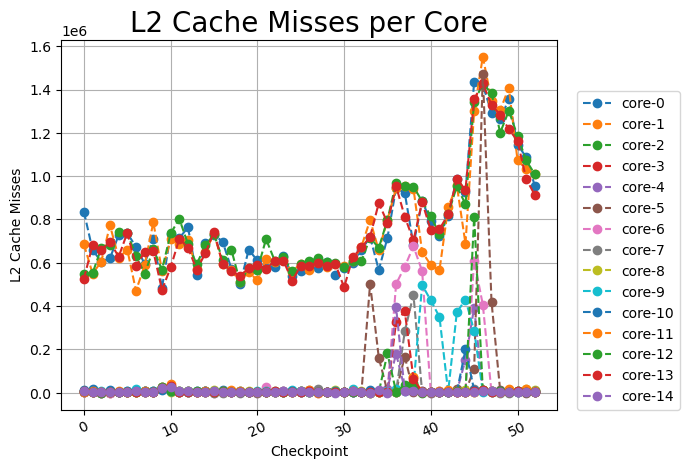 L2 Cache Misses per Core
1e6
1.6
1.4
1.2
1.0
0.8
0.6
0.4
0.2
0.0
L2 Cache Misses
0 10 20 30 40 50
Checkpoint
core-0
core-1
core-2
core-3
core-4
core-5
core-6
core-7
core-8
core-9
core-10
core-11
core-12
core-13
core-14